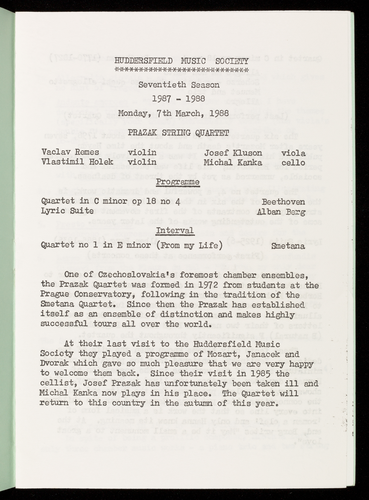 HUDDERSFIELD MUSIC SOCIETY
**************************
Seventieth Season
1987 - 1988
Monday, 7th March, 1988
PRAZAK STRING QUARTET
Vaclav Remes violin Josef Kluson viola
Vlastimil Holek violin Michal Kanka cello
Programme
Quartet in C minor op 18 no 4 Beethoven
Lyric Suite Alban Berg
Interval
Quartet no 1 in E minor (From my Life) Smetana
One of Czechoslovakia's foremost chamber ensembles,
the Prazak Quartet was formed in 1972 from students at the
Prague Conservatory, following in the tradition of the
Smetana Quartet. Since then the Prazak has established
itself as an ensemble of distinction and makes highly
successful tours all over the world.
At their last visit to the Huddersfield Music
Society they played a programme of Mozart, Janacek and
Dvorak which gave so much pleasure that we are very happy
to welcome them back. Since their visit in 1985 the
cellist, Josef Prazak has unfortunately been taken ill and
Michal Kanka now plays in his place. The Quartet will
return to this country in the autumn of this year.